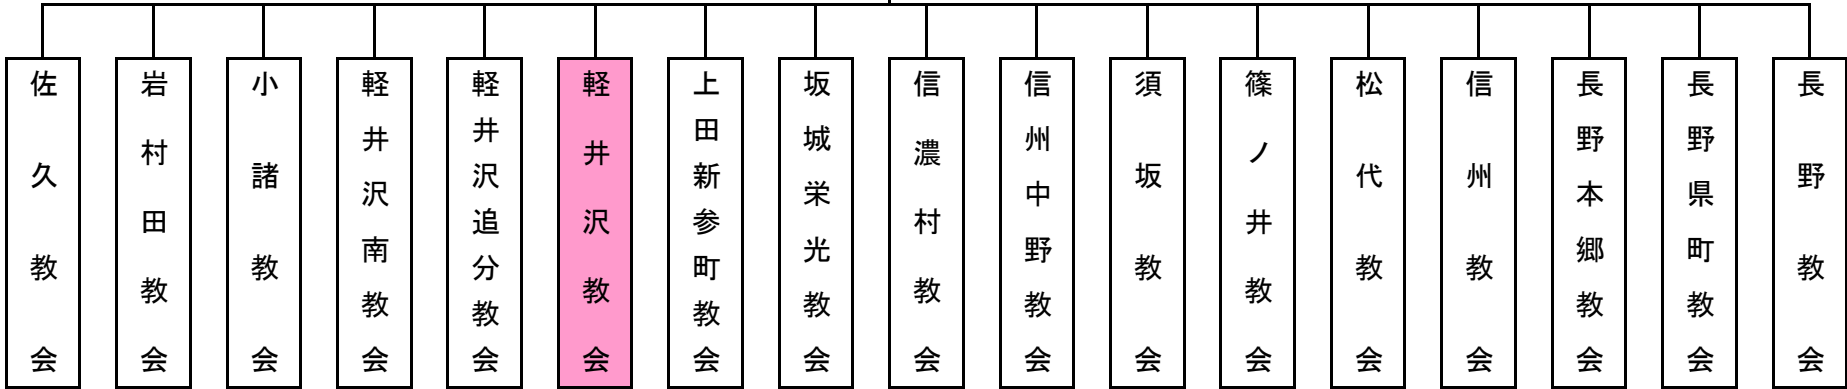 佐久教会
岩村田教会
小諸教会
軽井沢南教会
軽井沢追分教会
軽井沢教会
上田新参町教会
坂城栄光教会
信濃村教会
信州中野教会
須坂教会
篠ノ井教会
松代教会
信州教会
長野本郷教会
長野県町教会
長野教会